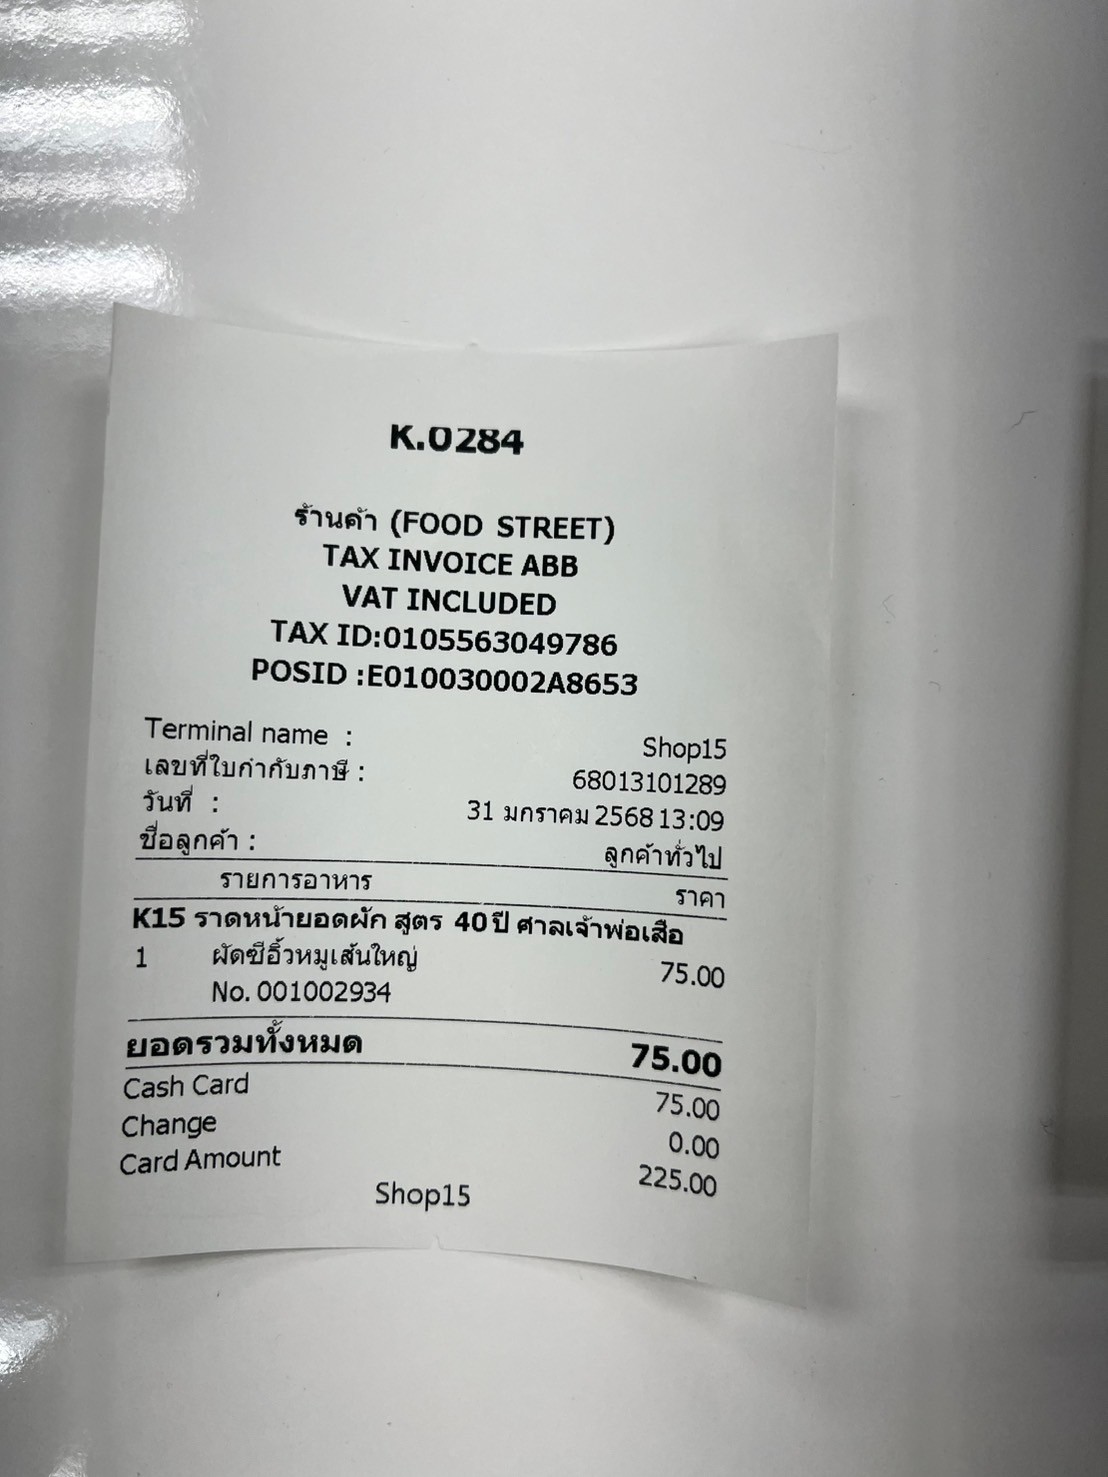 K.0284
ร้านค้า (FOOD STREET)
TAX INVOICE ABB
VAT INCLUDED
TAX ID:0105563049786
POSID :E010030002A8653
Terminal name : Shop15
เลขที่ใบกำกับภาษี : 68013101289
วันที่ : 31 มกราคม 2568 13:09
ชื่อลูกค้า : ลูกค้าทั่วไป
รายการอาหาร ราคา
K15 ราดหน้ายอดผัก สูตร 40 ปี ศาลเจ้าพ่อเสือ
1 ผัดซีอิ้วหมูเส้นใหญ่ 75.00
No. 001002934
ยอดรวมทั้งหมด 75.00
Cash Card 75.00
Change 0.00
Card Amount 225.00
Shop15